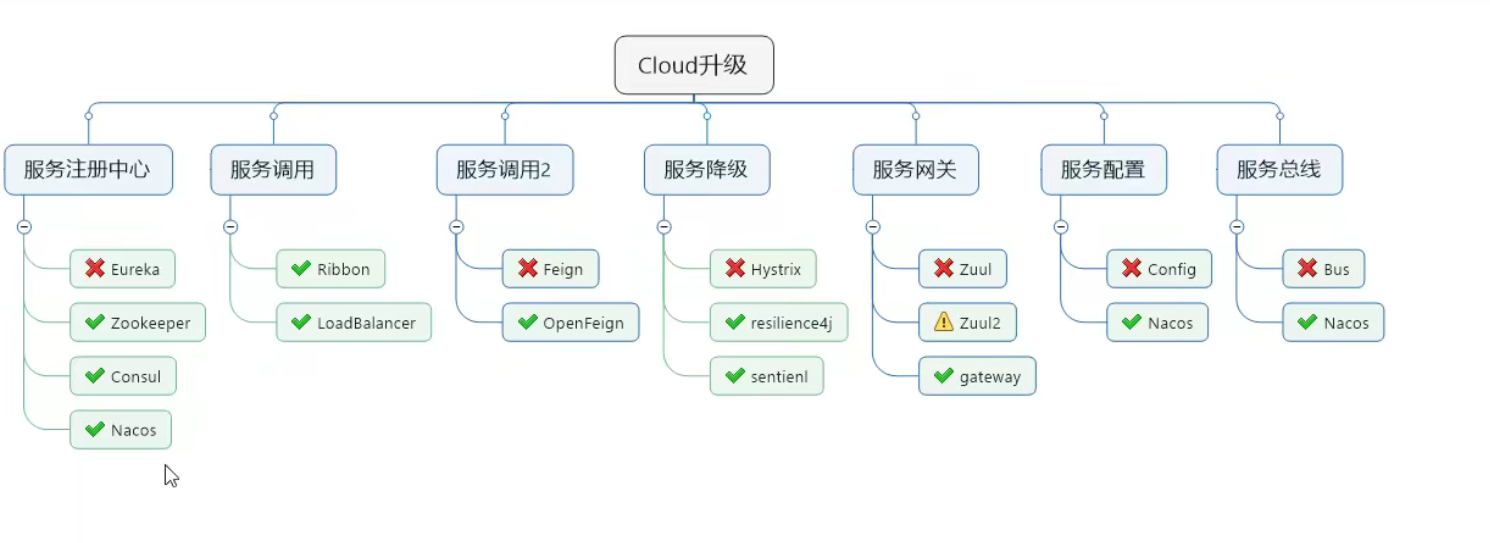 Cloud升级
服务注册中心
Eureka
Zookeeper
Consul
Nacos
服务调用
Ribbon
LoadBalancer
服务调用2
Feign
OpenFeign
服务降级
Hystrix
resilience4j
sentienl
服务网关
Zuul
Zuul2
gateway
服务配置
Config
Nacos
服务总线
Bus
Nacos